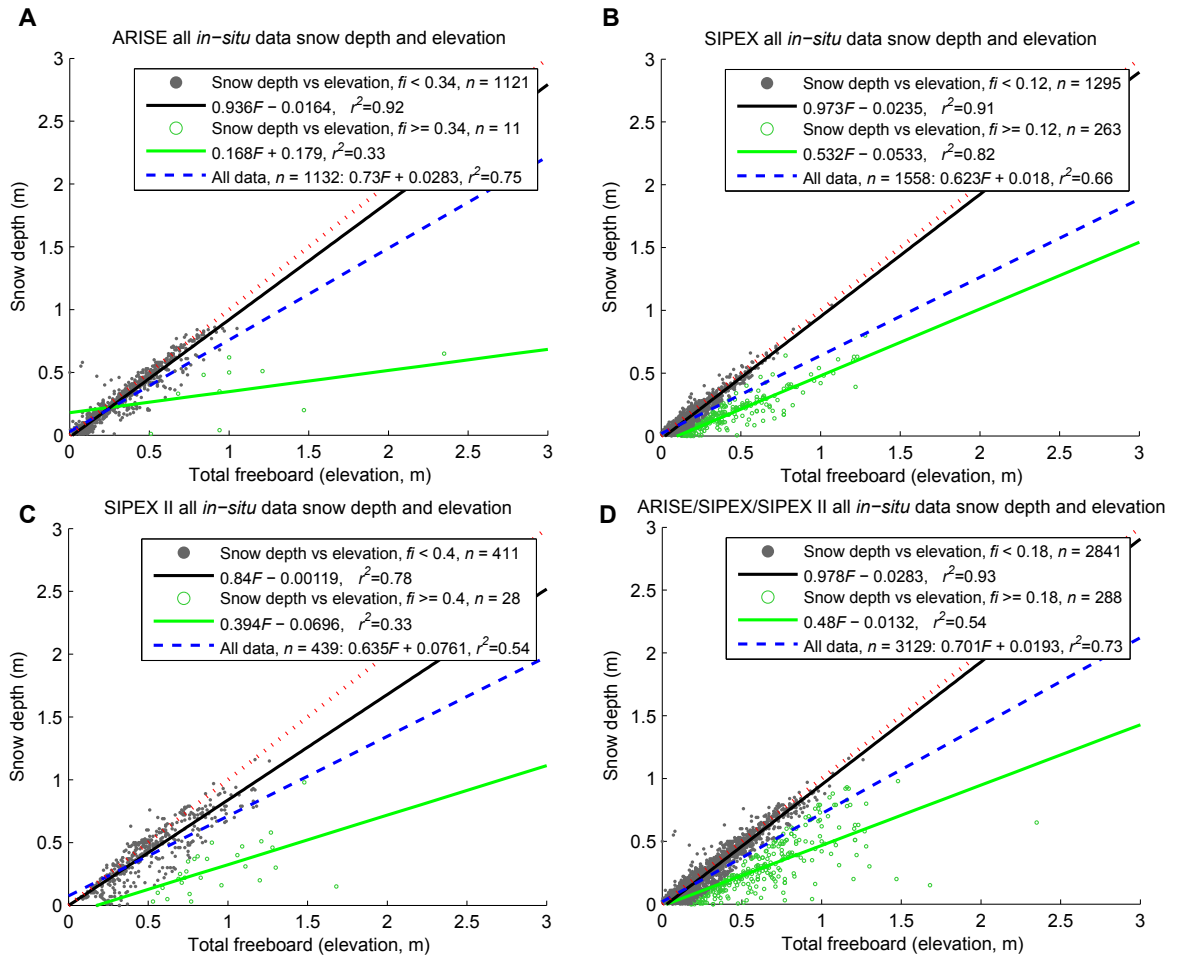 A
ARISE all in−situ data snow depth and elevation
Snow depth (m)
3
2.5
2
1.5
1
0.5
0
Snow depth vs elevation, fi < 0.34, n = 1121
0.936F − 0.0164, r²=0.92
Snow depth vs elevation, fi >= 0.34, n = 11
0.168F + 0.179, r²=0.33
All data, n = 1132: 0.73F + 0.0283, r²=0.75
0 0.5 1 1.5 2 2.5 3
Total freeboard (elevation, m)
B
SIPEX all in−situ data snow depth and elevation
Snow depth (m)
3
2.5
2
1.5
1
0.5
0
Snow depth vs elevation, fi < 0.12, n = 1295
0.973F − 0.0235, r²=0.91
Snow depth vs elevation, fi >= 0.12, n = 263
0.532F − 0.0533, r²=0.82
All data, n = 1558: 0.623F + 0.018, r²=0.66
0 0.5 1 1.5 2 2.5 3
Total freeboard (elevation, m)
C
SIPEX II all in−situ data snow depth and elevation
Snow depth (m)
3
2.5
2
1.5
1
0.5
0
Snow depth vs elevation, fi < 0.4, n = 411
0.84F − 0.00119, r²=0.78
Snow depth vs elevation, fi >= 0.4, n = 28
0.394F − 0.0696, r²=0.33
All data, n = 439: 0.635F + 0.0761, r²=0.54
0 0.5 1 1.5 2 2.5 3
Total freeboard (elevation, m)
D
ARISE/SIPEX/SIPEX II all in−situ data snow depth and elevation
Snow depth (m)
3
2.5
2
1.5
1
0.5
0
Snow depth vs elevation, fi < 0.18, n = 2841
0.978F − 0.0283, r²=0.93
Snow depth vs elevation, fi >= 0.18, n = 288
0.48F − 0.0132, r²=0.54
All data, n = 3129: 0.701F + 0.0193, r²=0.73
0 0.5 1 1.5 2 2.5 3
Total freeboard (elevation, m)